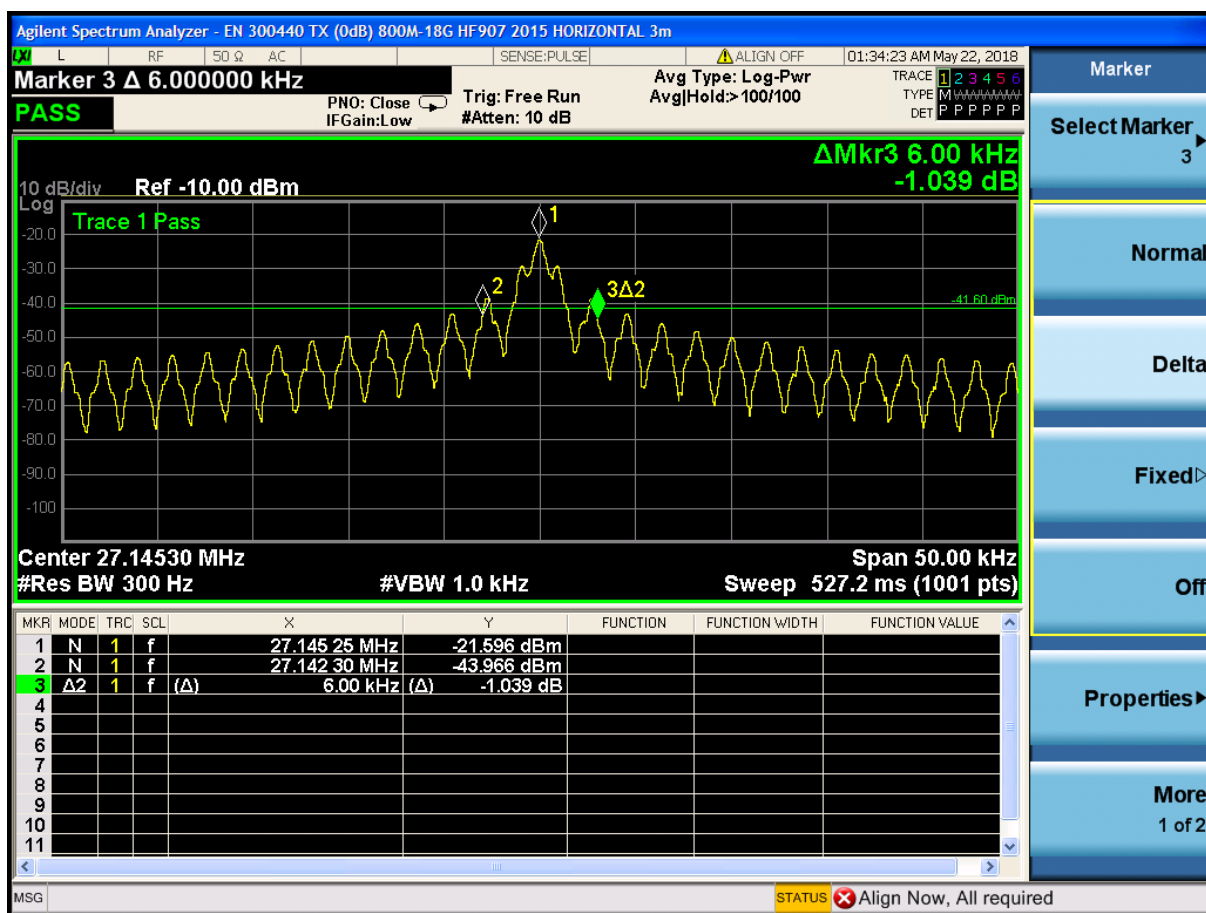 Agilent Spectrum Analyzer - EN 300440 TX (0dB) 800M-18G HF907 2015 HORIZONTAL 3m
LXI L RF 50 Ω AC SENSE:PULSE ALIGN OFF 01:34:23 AM May 22, 2018
Marker 3 Δ 6.000000 kHz
PASS
PNO: Close
IFGain:Low
Trig: Free Run
#Atten: 10 dB
Avg Type: Log-Pwr
Avg|Hold:>100/100
TRACE 1 2 3 4 5 6
TYPE M W W W W W
DET P P P P P P
ΔMkr3 6.00 kHz
-1.039 dB
10 dB/div Ref -10.00 dBm
Log
Trace 1 Pass
1
2
3Δ2
-41.60 dBm
-20.0
-30.0
-40.0
-50.0
-60.0
-70.0
-80.0
-90.0
-100
Center 27.14530 MHz Span 50.00 kHz
#Res BW 300 Hz #VBW 1.0 kHz Sweep 527.2 ms (1001 pts)
MKR MODE TRC SCL X Y FUNCTION FUNCTION WIDTH FUNCTION VALUE
1 N 1 f 27.145 25 MHz -21.596 dBm
2 N 1 f 27.142 30 MHz -43.966 dBm
3 Δ2 1 f (Δ) 6.00 kHz (Δ) -1.039 dB
4
5
6
7
8
9
10
11
MSG STATUS Align Now, All required
Marker
Select Marker
3
Normal
Delta
Fixed
Off
Properties
More
1 of 2